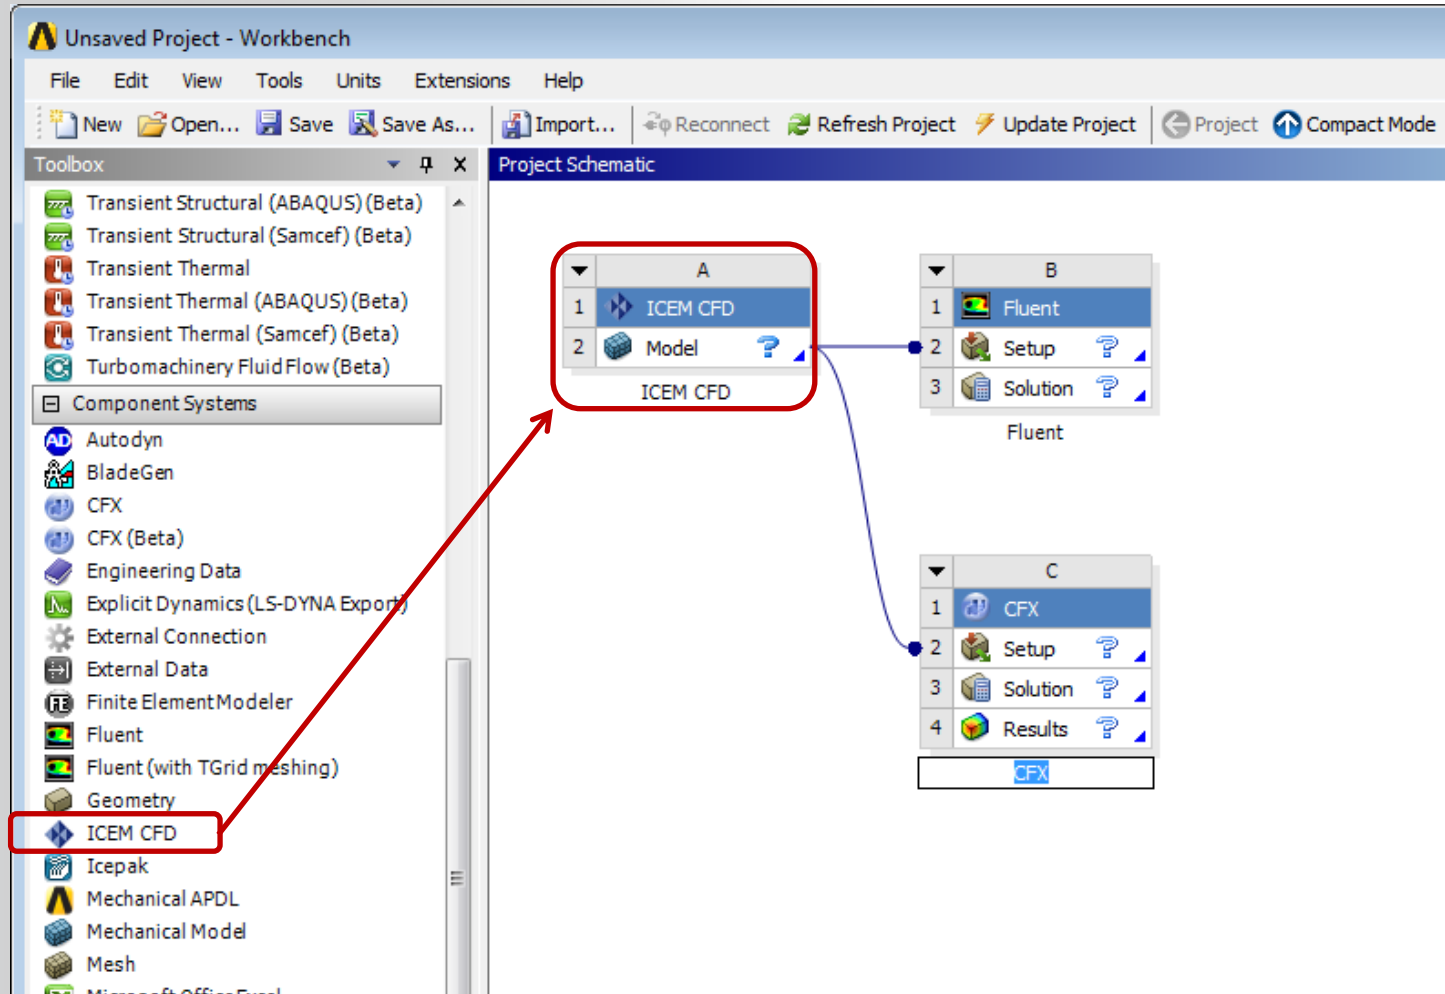 Unsaved Project - Workbench
File Edit View Tools Units Extensions Help
New Open... Save Save As... Import... Reconnect Refresh Project Update Project Project Compact Mode
Toolbox
Transient Structural (ABAQUS) (Beta)
Transient Structural (Samcef) (Beta)
Transient Thermal
Transient Thermal (ABAQUS) (Beta)
Transient Thermal (Samcef) (Beta)
Turbomachinery Fluid Flow (Beta)
Component Systems
Autodyn
BladeGen
CFX
CFX (Beta)
Engineering Data
Explicit Dynamics (LS-DYNA Export)
External Connection
External Data
Finite Element Modeler
Fluent
Fluent (with TGrid meshing)
Geometry
ICEM CFD
Icepak
Mechanical APDL
Mechanical Model
Mesh
Microsoft Office Excel
Project Schematic
A
1 ICEM CFD
2 Model ?
ICEM CFD
B
1 Fluent
2 Setup ?
3 Solution ?
Fluent
C
1 CFX
2 Setup ?
3 Solution ?
4 Results ?
CFX